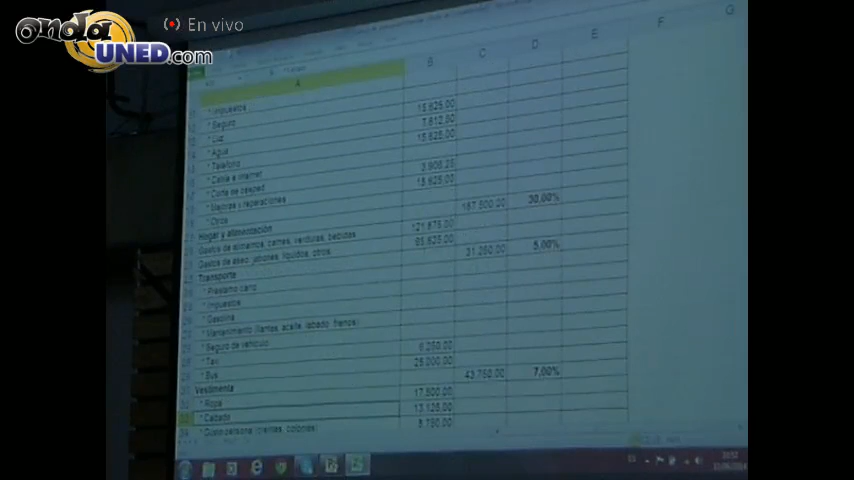 onda UNED.com
En vivo
A B C D E F G
* Impuestos 15.625,00
* Seguro 7.812,50
* Luz 15.625,00
* Agua
* Telefono 3.906,25
* Cable e internet 15.625,00
* Corte de césped
* Mejoras y reparaciones 187.500,00 30,00%
* Otros
Hogar y alimentación 121.875,00
Gastos de alimentos, carnes, verduras, bebidas 65.625,00
Gastos de aseo, jabones, líquidos, otros 31.250,00 5,00%
Transporte
* Préstamo carro
* Impuestos
* Gasolina
* Mantenimiento (llantas, aceite, labado, frenos)
* Seguro de vehículo 6.250,00
* Taxi 25.000,00
* Bus 43.750,00 7,00%
Vestimenta
* Ropa 17.500,00
* Calzado 13.125,00
8.750,00